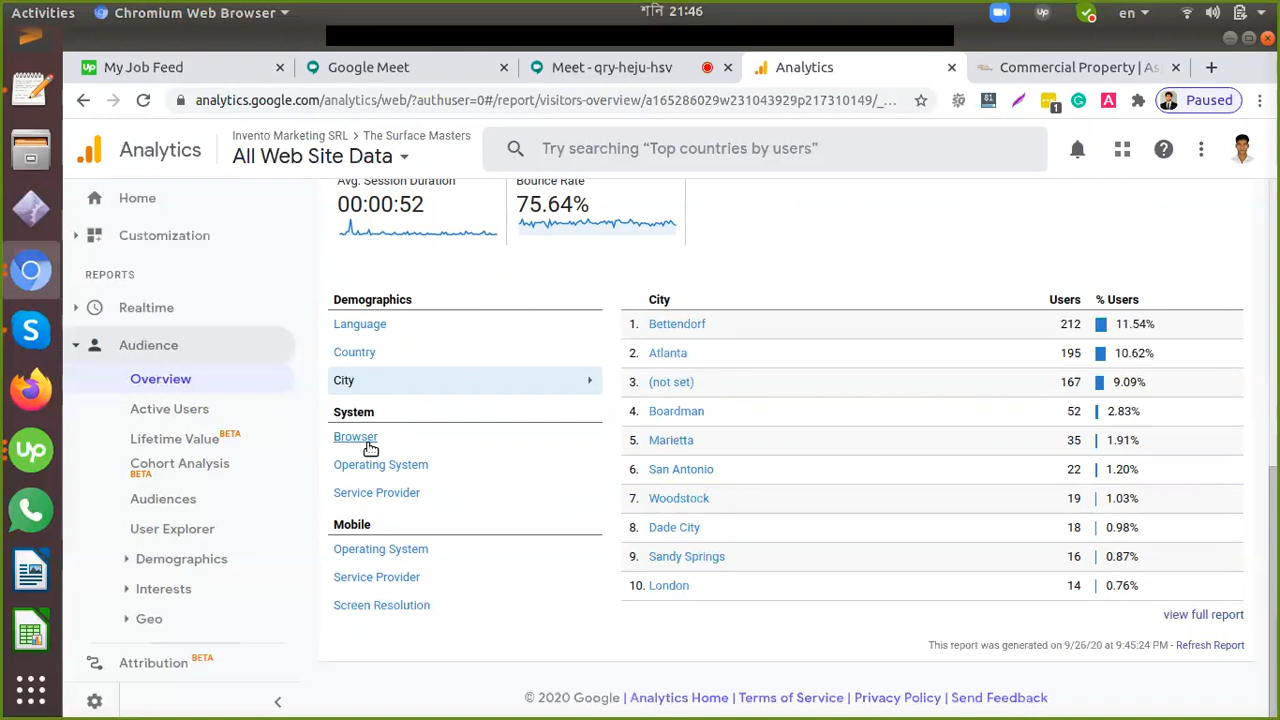 Activities
Chromium Web Browser
শনি 21:46
en
My Job Feed
Google Meet
Meet - qry-heju-hsv
Analytics
Commercial Property | As
analytics.google.com/analytics/web/?authuser=0#/report/visitors-overview/a165286029w231043929p217310149/_...
Paused
Analytics
Invento Marketing SRL > The Surface Masters
All Web Site Data
Try searching “Top countries by users”
Home
Customization
REPORTS
Realtime
Audience
Overview
Active Users
Lifetime Value BETA
Cohort Analysis
BETA
Audiences
User Explorer
Demographics
Interests
Geo
Attribution BETA
Avg. Session Duration
00:00:52
Bounce Rate
75.64%
Demographics
Language
Country
City
System
Browser
Operating System
Service Provider
Mobile
Operating System
Service Provider
Screen Resolution
City Users % Users
1. Bettendorf 212 11.54%
2. Atlanta 195 10.62%
3. (not set) 167 9.09%
4. Boardman 52 2.83%
5. Marietta 35 1.91%
6. San Antonio 22 1.20%
7. Woodstock 19 1.03%
8. Dade City 18 0.98%
9. Sandy Springs 16 0.87%
10. London 14 0.76%
view full report
This report was generated on 9/26/20 at 9:45:24 PM - Refresh Report
© 2020 Google | Analytics Home | Terms of Service | Privacy Policy | Send Feedback